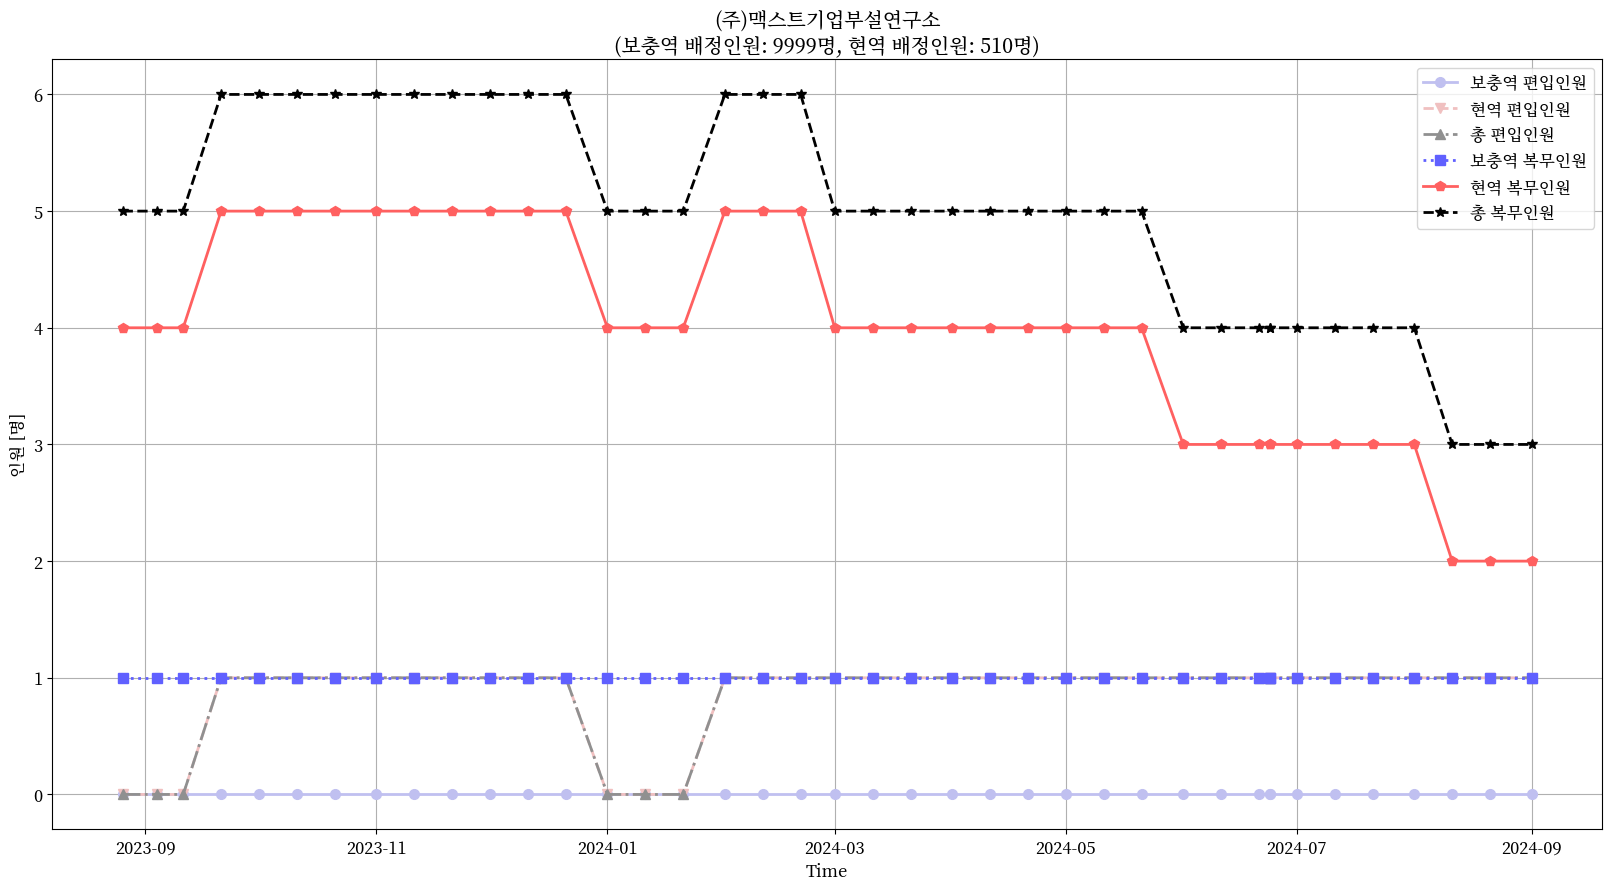 (주)맥스트기업부설연구소
(보충역 배정인원: 9999명, 현역 배정인원: 510명)
보충역 편입인원
현역 편입인원
총 편입인원
보충역 복무인원
현역 복무인원
총 복무인원
인원 [명]
6
5
4
3
2
1
0
2023-09
2023-11
2024-01
2024-03
2024-05
2024-07
2024-09
Time